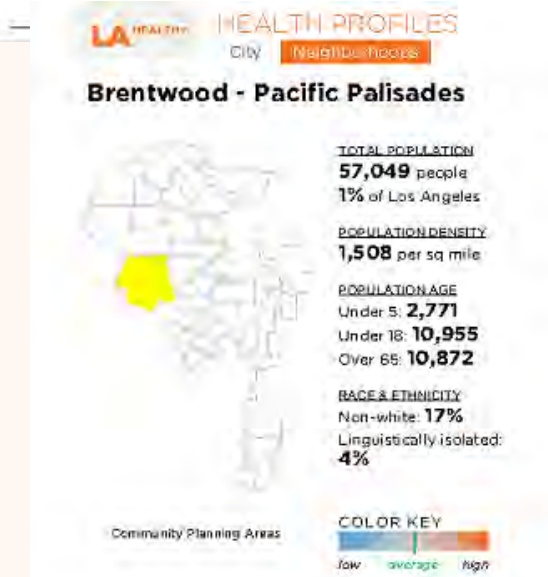 LA HEALTHY
HEALTH PROFILES
City Neighborhoods
Brentwood - Pacific Palisades
TOTAL POPULATION
57,049 people
1% of Los Angeles
POPULATION DENSITY
1,508 per sq mile
POPULATION AGE
Under 5: 2,771
Under 18: 10,955
Over 65: 10,872
RACE & ETHNICITY
Non-white: 17%
Linguistically isolated:
4%
Community Planning Areas
COLOR KEY
low average high